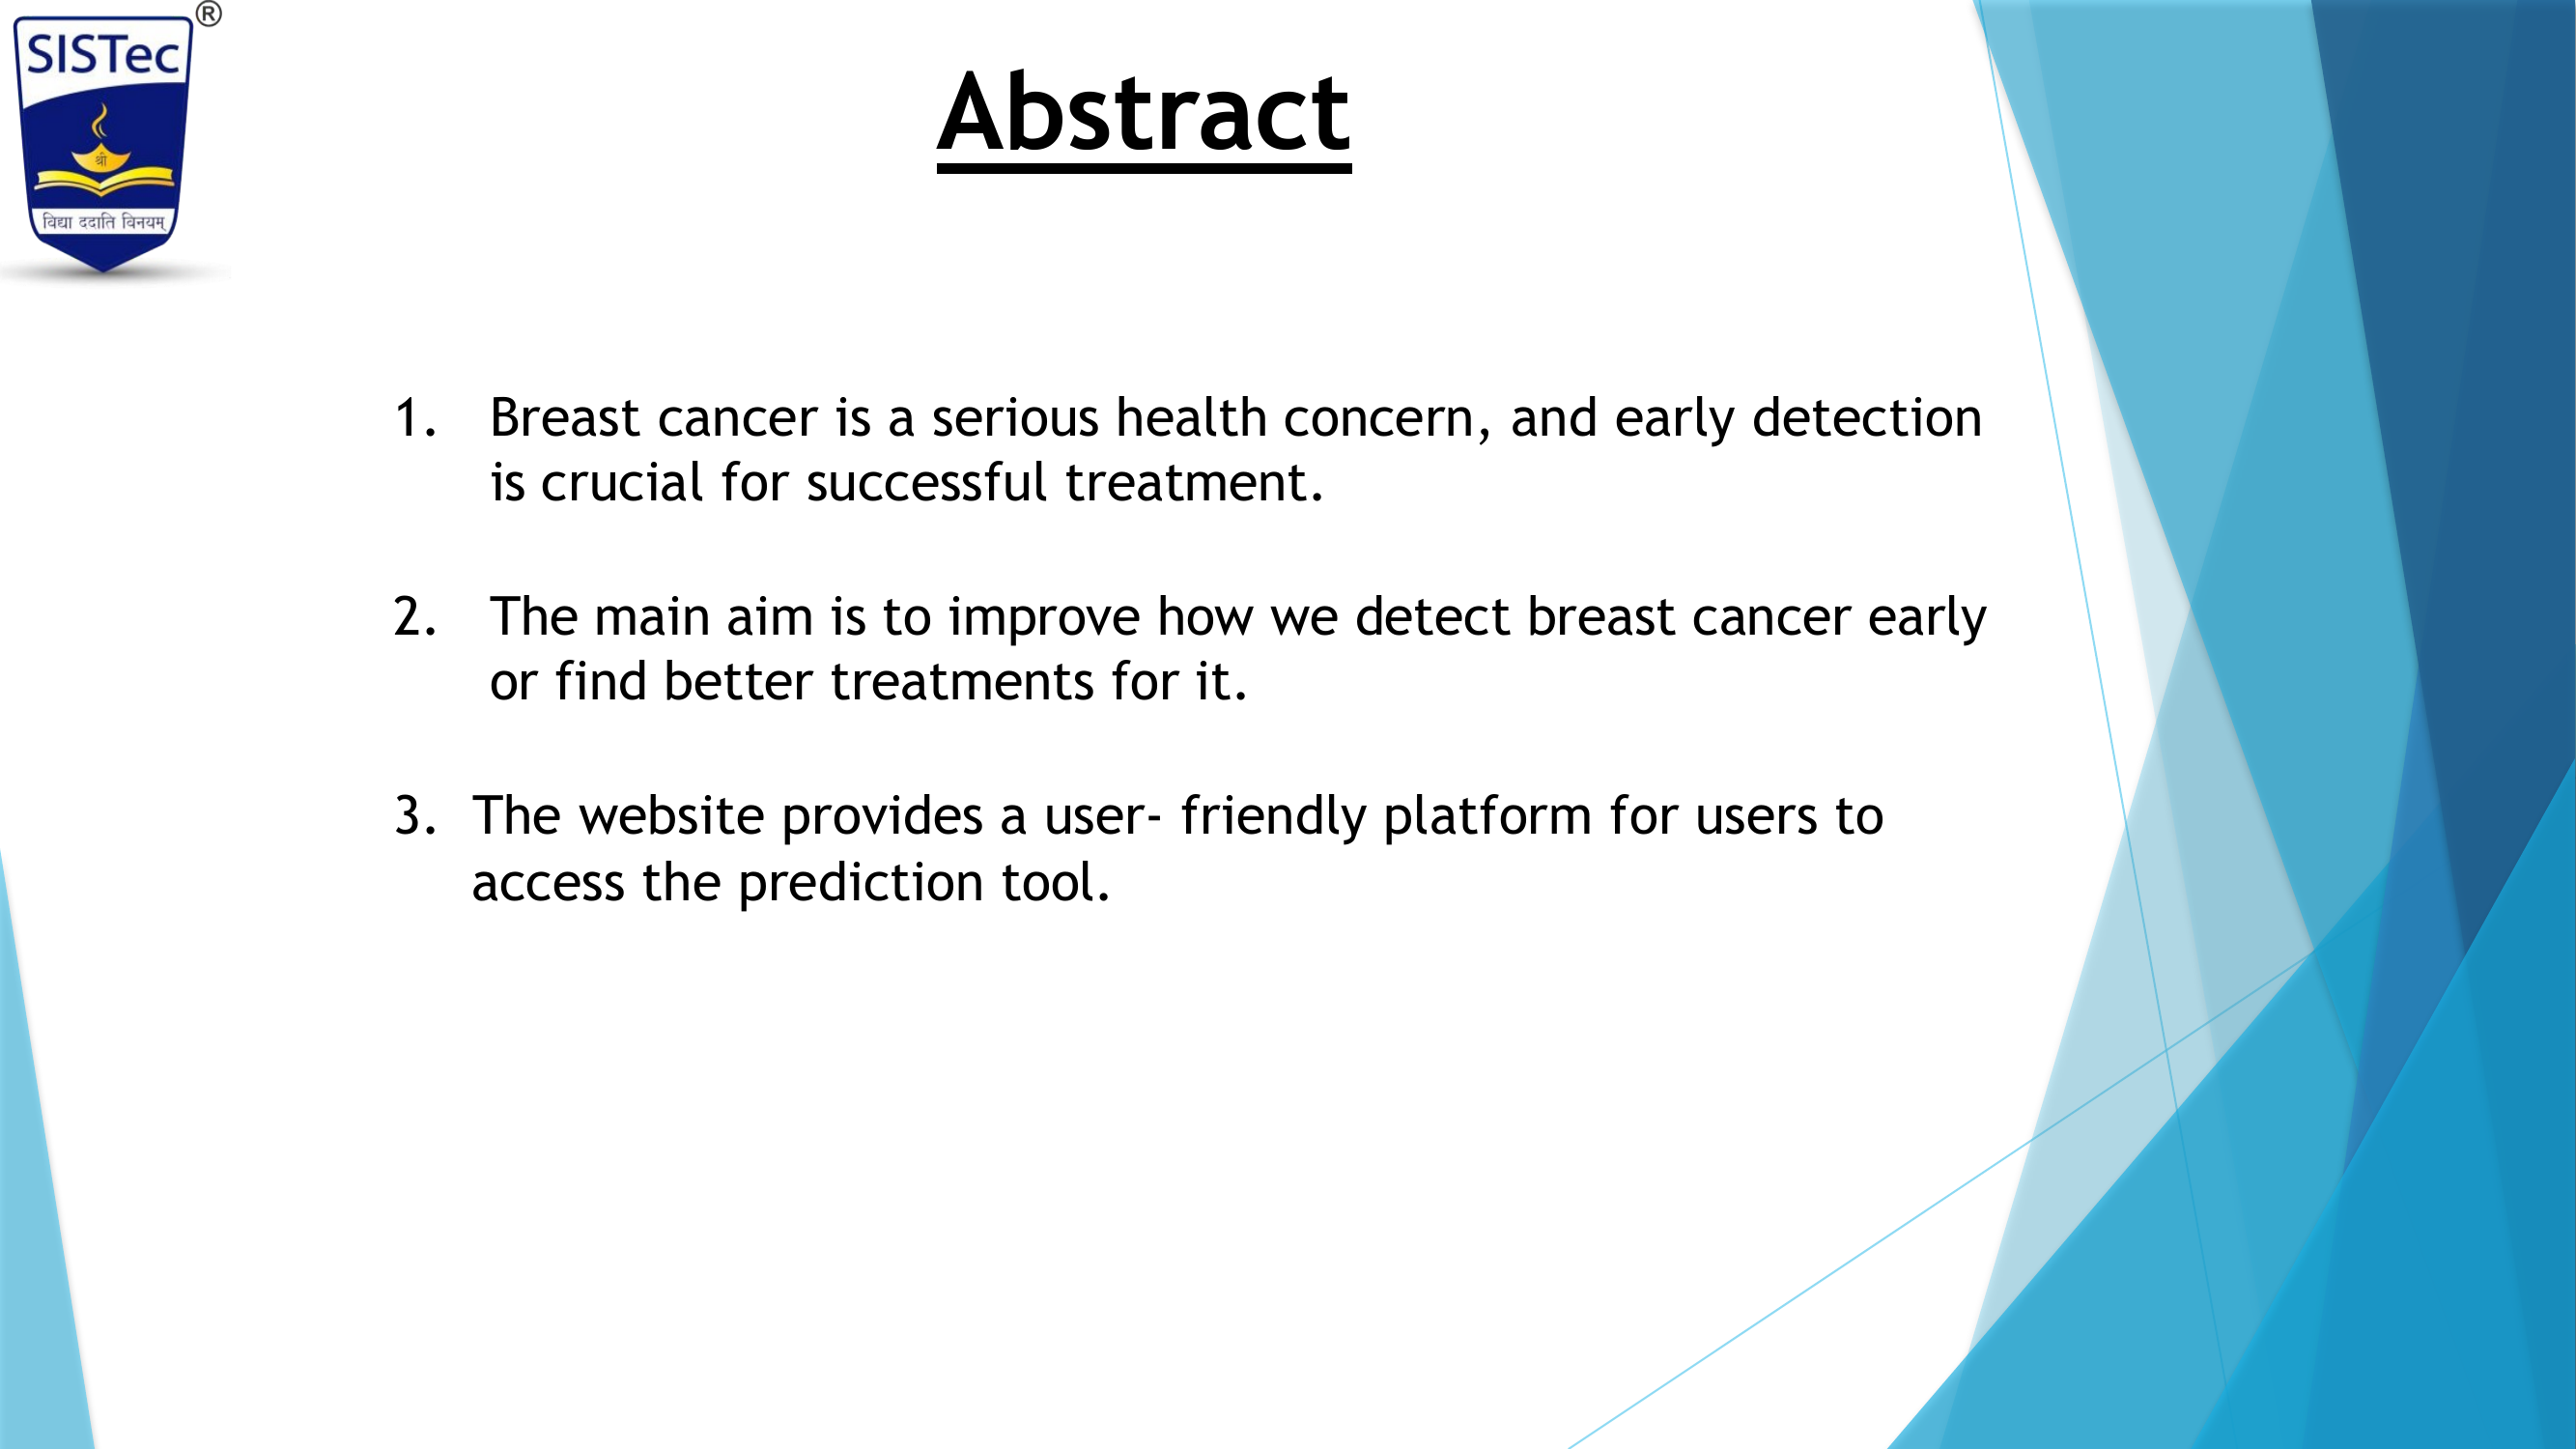 ®
SISTec
श्री
विद्या ददाति विनयम्
Abstract
1. Breast cancer is a serious health concern, and early detection
is crucial for successful treatment.
2. The main aim is to improve how we detect breast cancer early
or find better treatments for it.
3. The website provides a user- friendly platform for users to
access the prediction tool.